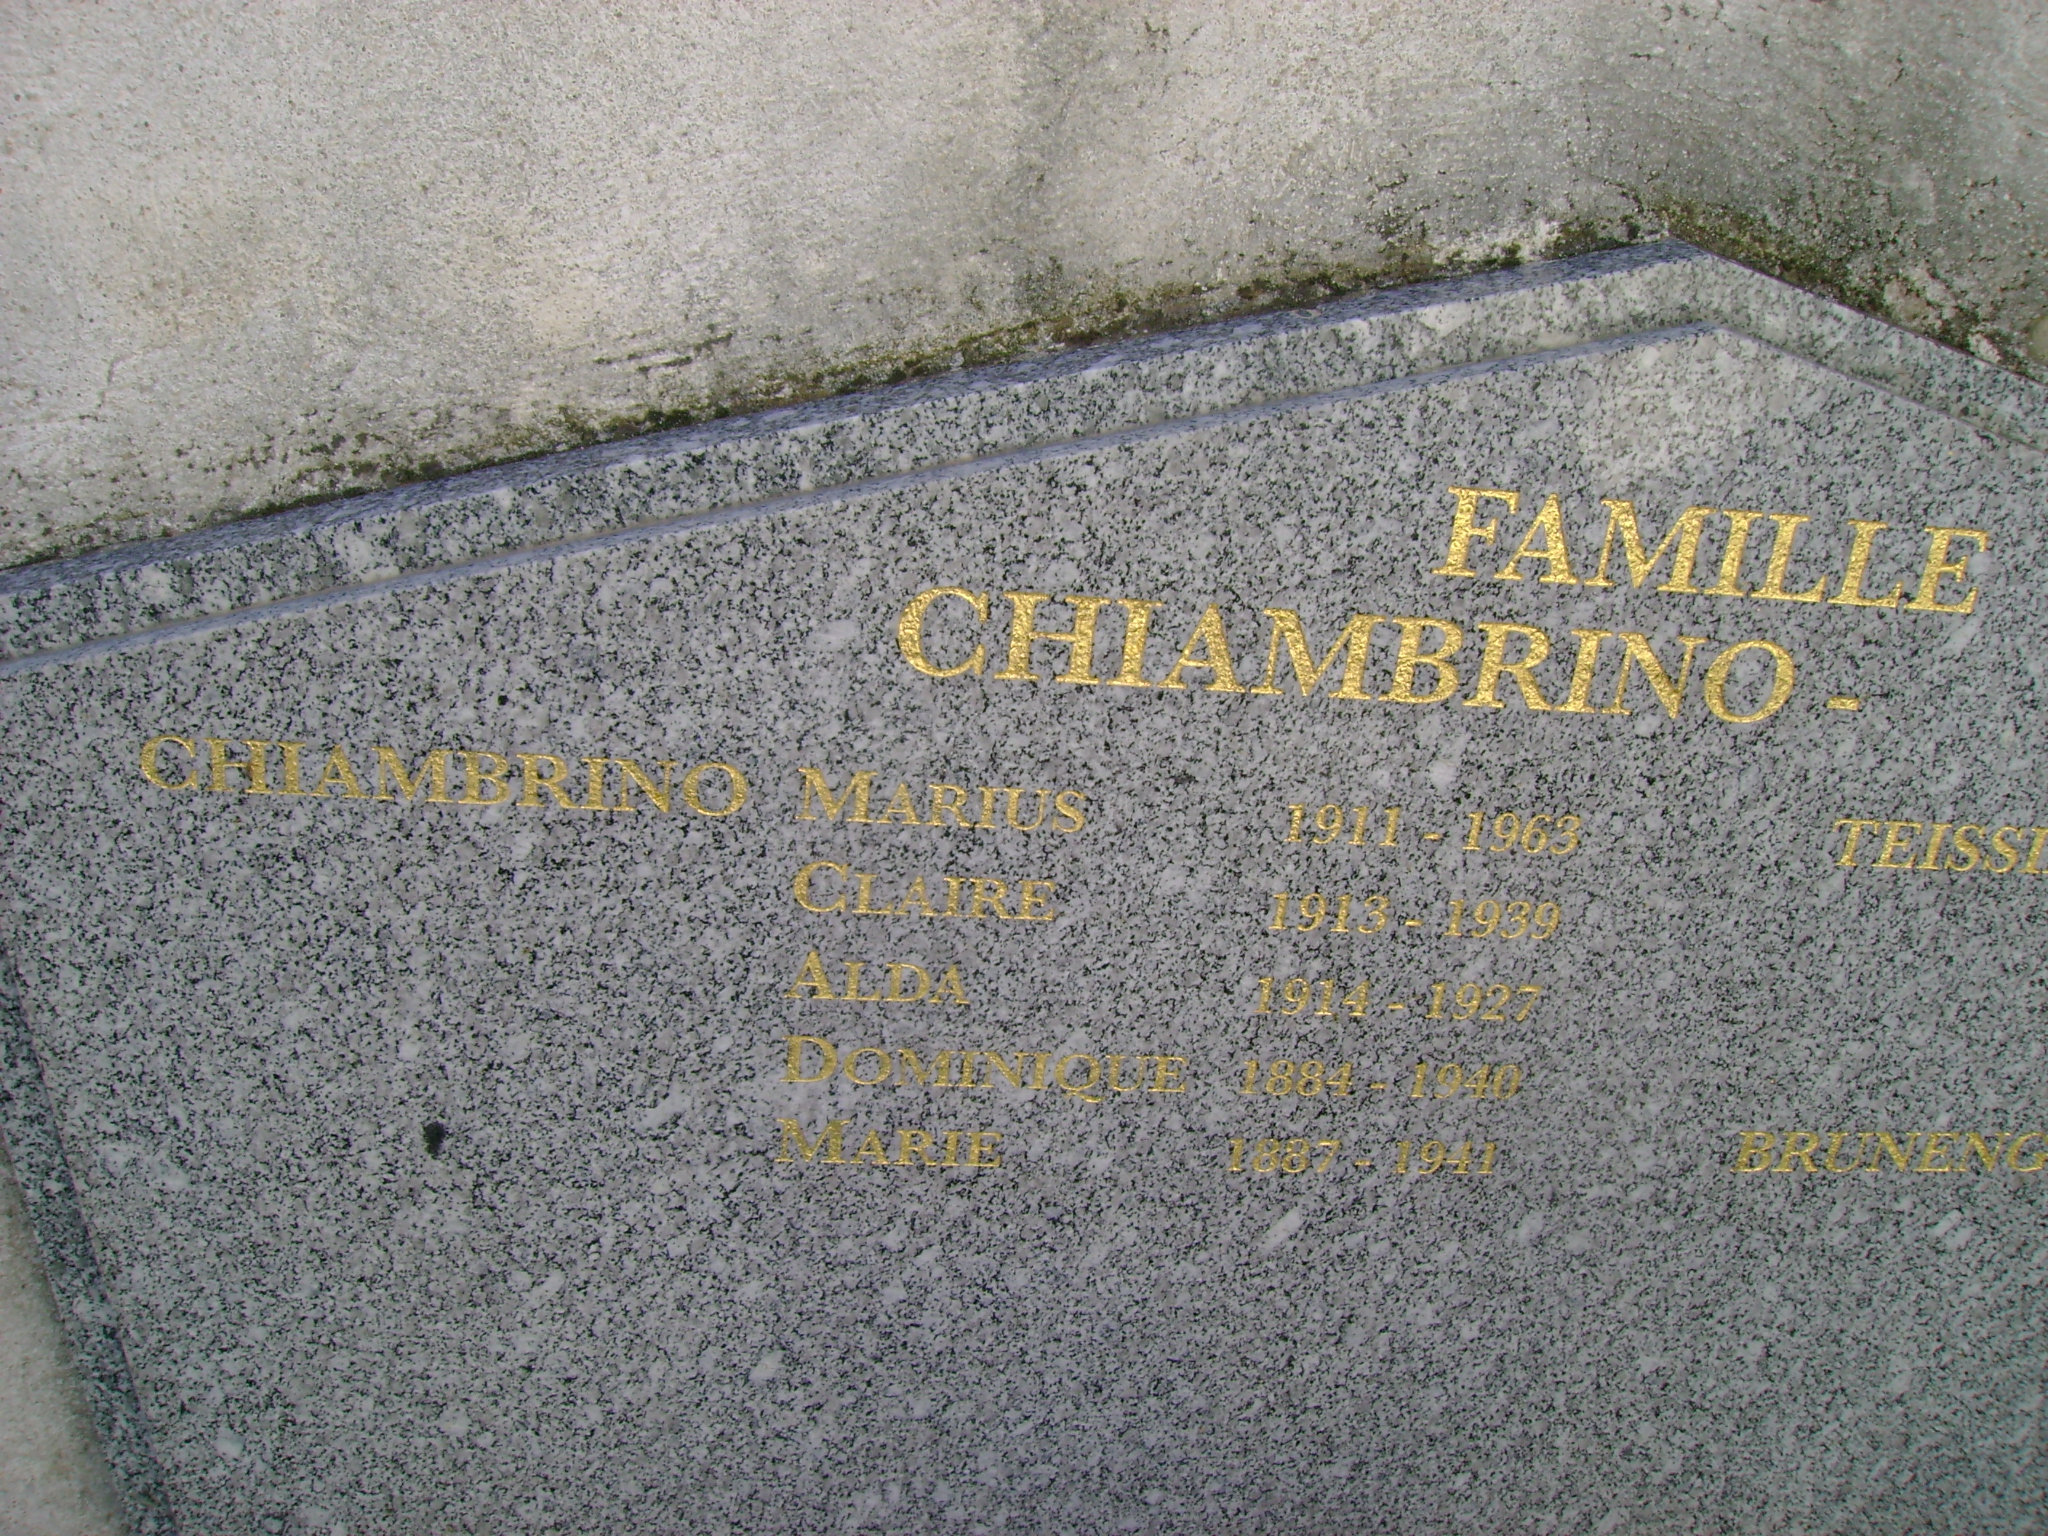 FAMILLE
CHIAMBRINO -
CHIAMBRINO MARIUS 1911 - 1963
CLAIRE 1913 - 1939
ALDA 1914 - 1927
DOMINIQUE 1884 - 1940
MARIE 1887 - 1941